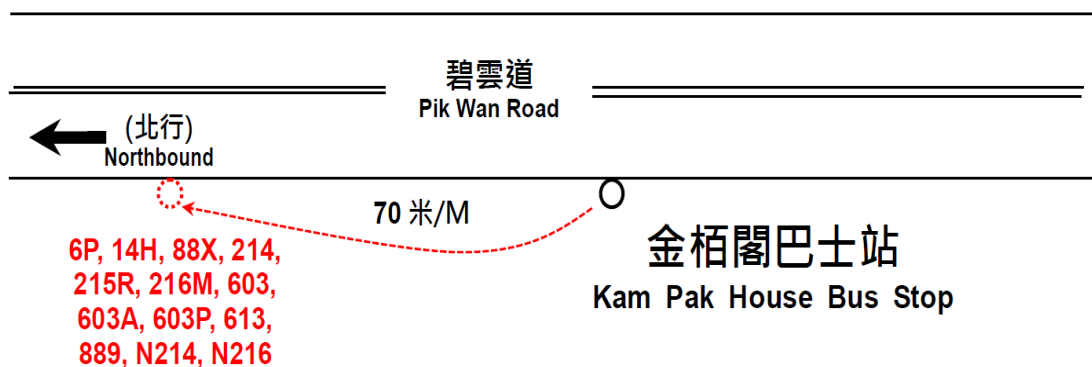 碧雲道
Pik Wan Road
(北行)
Northbound
70 米/M
金栢閣巴士站
Kam Pak House Bus Stop
6P, 14H, 88X, 214,
215R, 216M, 603,
603A, 603P, 613,
889, N214, N216